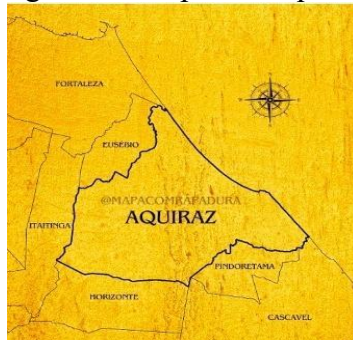 FORTALEZA
EUSEBIO
@MAPACOMRAPADURA
AQUIRAZ
ITAITINGA
PINDORETAMA
HORIZONTE
CASCAVEL